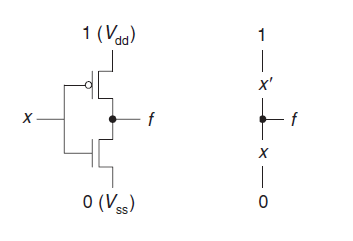 1 (Vdd) 1
x'
x f f
x
0 (Vss) 0